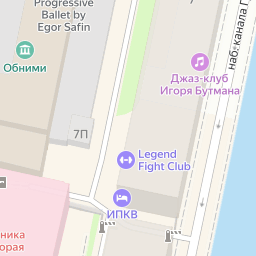 Progressive
Ballet by
Egor Safin
Обними
7
Джаз-клуб
Игоря Бутмана
наб. канала Г
7П
Legend
Fight Club
ИПКВ
ника
орая